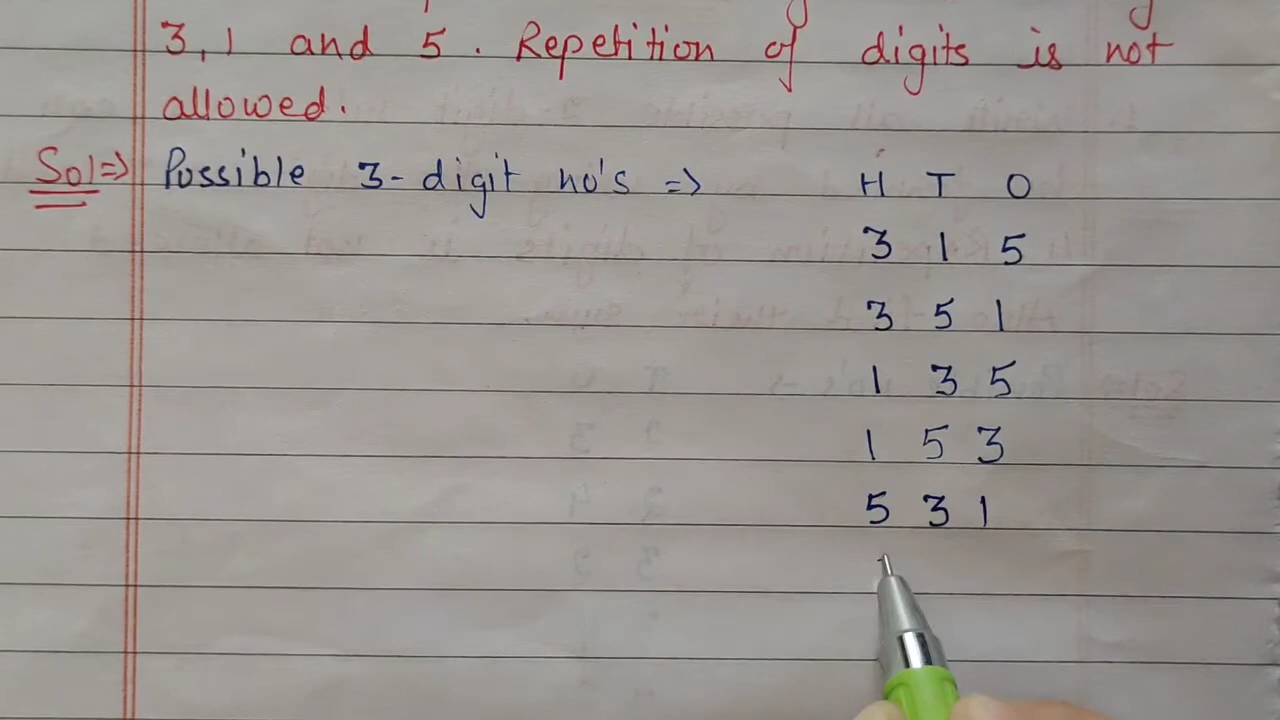 3, 1 and 5. Repetition of digits is not
allowed.
Sol⇒ Possible 3-digit no's ⇒ H T O
3 1 5
3 5 1
1 3 5
1 5 3
5 3 1